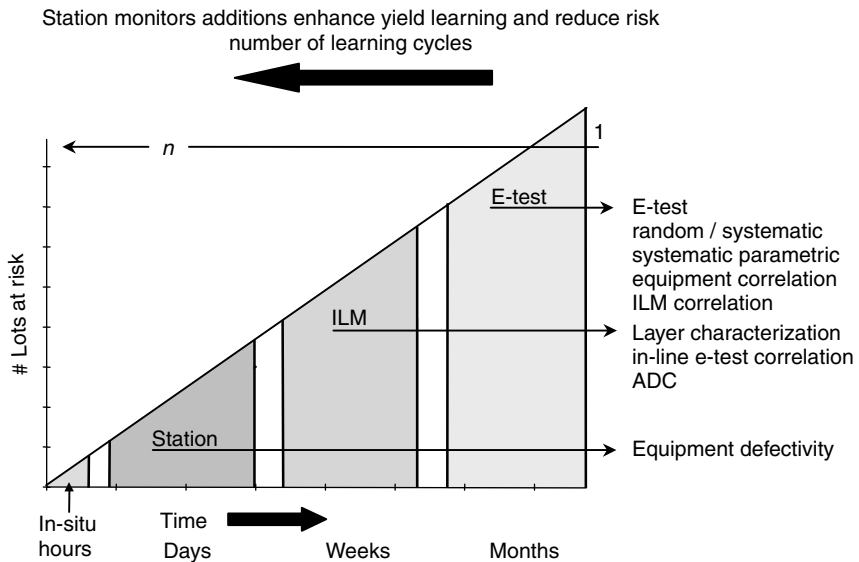 Station monitors additions enhance yield learning and reduce risk
number of learning cycles
n
1
E-test
E-test
random / systematic
systematic parametric
equipment correlation
ILM correlation
# Lots at risk
ILM
Layer characterization
in-line e-test correlation
ADC
Station
Equipment defectivity
In-situ
hours
Time
Days
Weeks
Months